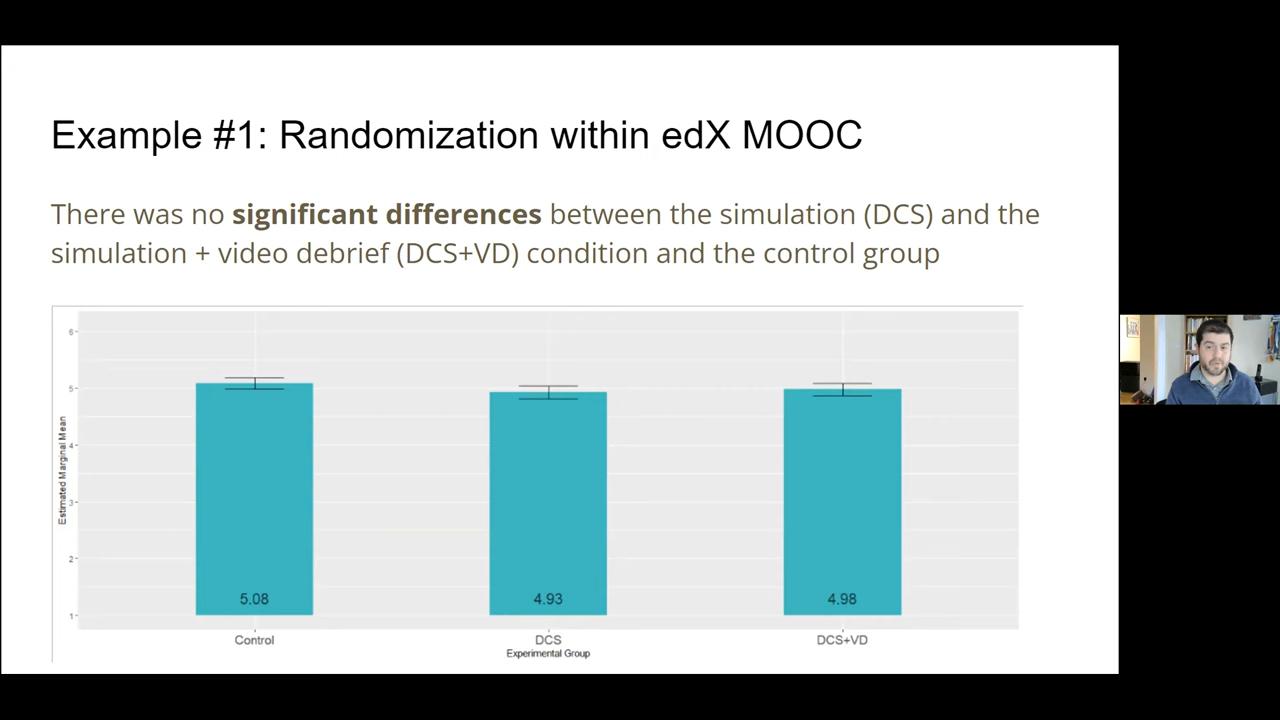 Example #1: Randomization within edX MOOC
There was no significant differences between the simulation (DCS) and the
simulation + video debrief (DCS+VD) condition and the control group
6
5
4
3
2
1
Estimated Marginal Mean
5.08
4.93
4.98
Control
DCS
DCS+VD
Experimental Group